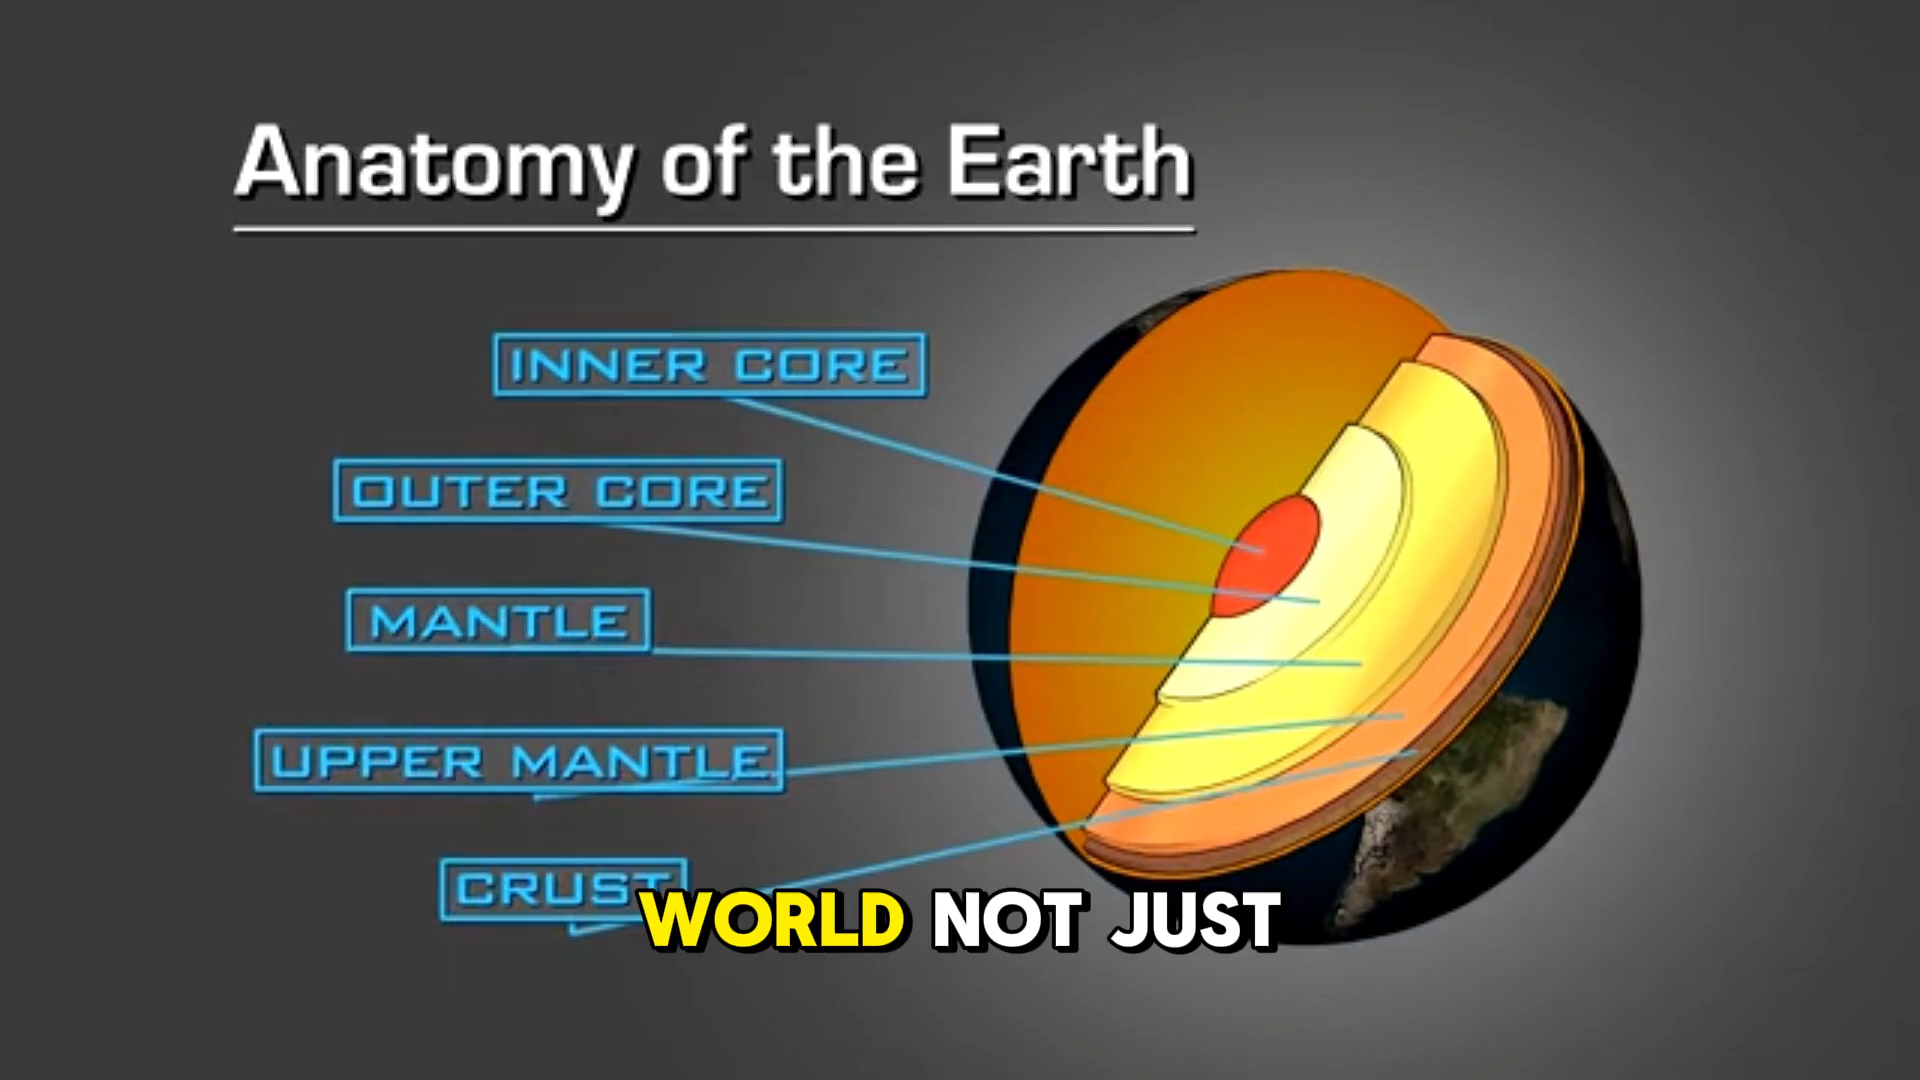 Anatomy of the Earth
INNER CORE
OUTER CORE
MANTLE
UPPER MANTLE
CRUST
WORLD NOT JUST